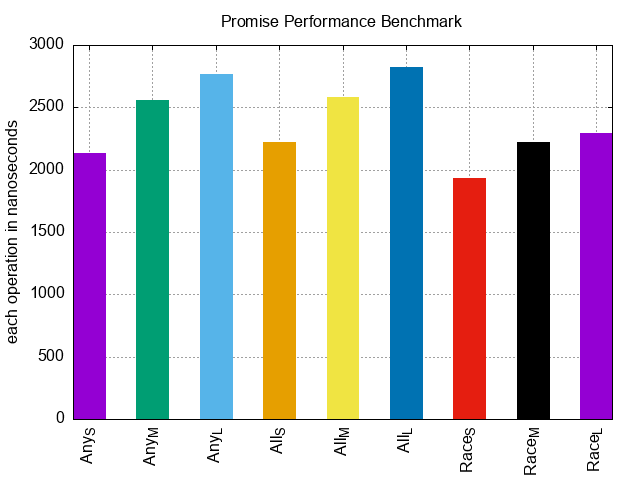 Promise Performance Benchmark
each operation in nanoseconds
3000
2500
2000
1500
1000
500
0
AnyS
AnyM
AnyL
AllS
AllM
AllL
RaceS
RaceM
RaceL